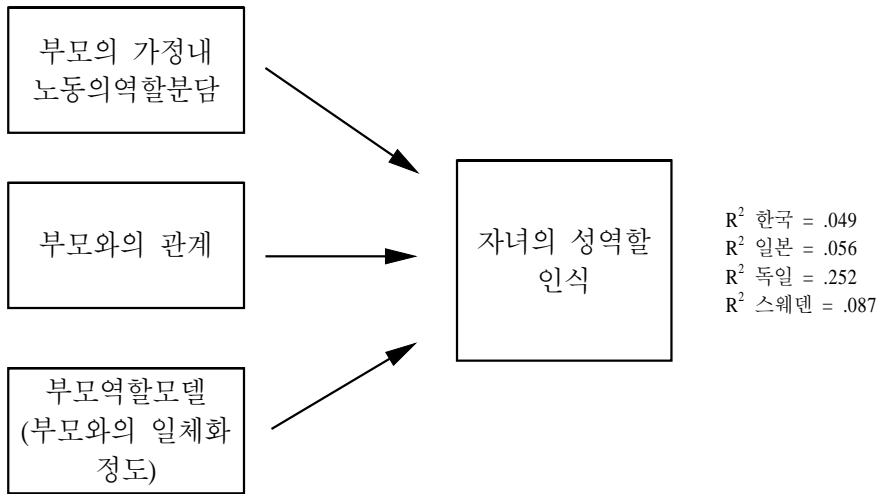 부모의 가정내
노동의역할분담
부모와의 관계
부모역할모델
(부모와의 일체화
정도)
자녀의 성역할
인식
R² 한국 = .049
R² 일본 = .056
R² 독일 = .252
R² 스웨덴 = .087